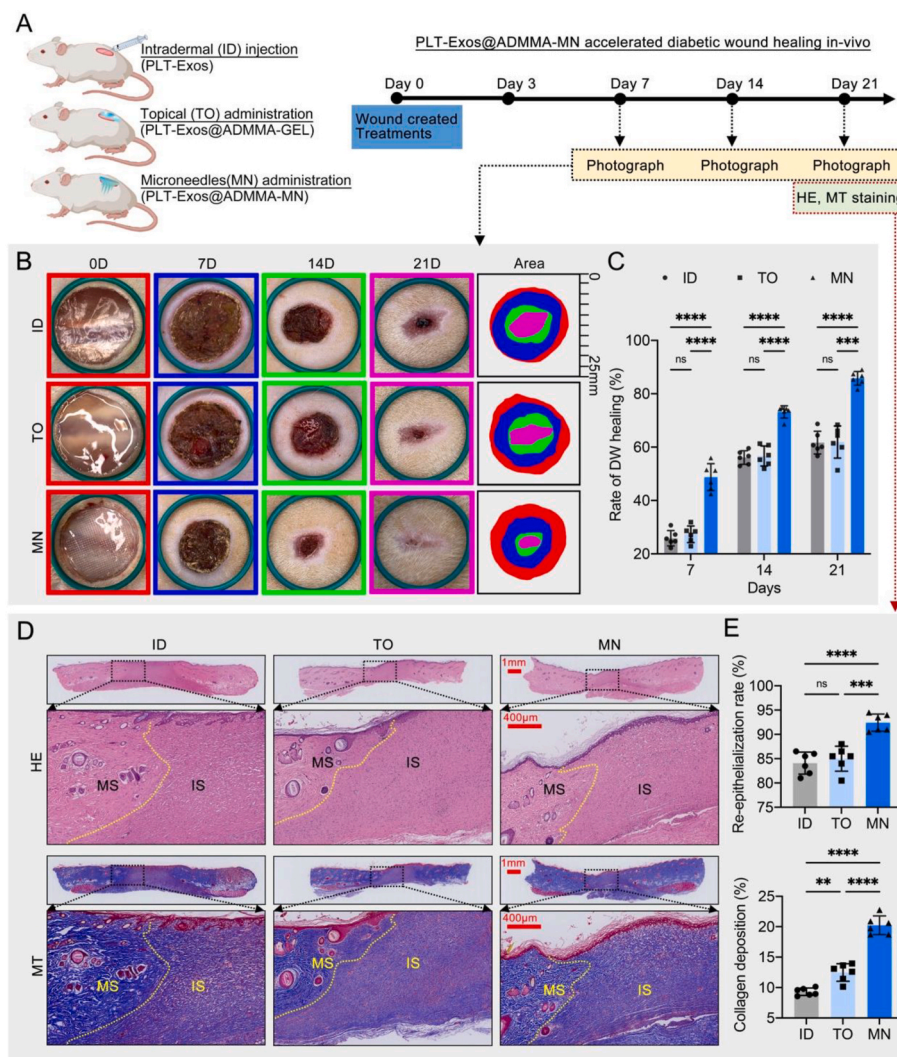 A
Intradermal (ID) injection
(PLT-Exos)
Topical (TO) administration
(PLT-Exos@ADMMA-GEL)
Microneedles(MN) administration
(PLT-Exos@ADMMA-MN)
PLT-Exos@ADMMA-MN accelerated diabetic wound healing in-vivo
Day 0 Day 3 Day 7 Day 14 Day 21
Wound created
Treatments
Photograph Photograph Photograph
HE, MT staining
B
0D 7D 14D 21D Area
ID
TO
MN
0
25mm
C
ID TO MN
**** **** ****
**** **** ***
ns ns ns
Rate of DW healing (%)
100
80
60
40
20
7 14 21
Days
D
ID TO MN
1mm
400μm
HE
MS IS MS IS MS IS
1mm
400μm
MT
MS IS MS IS MS IS
E
****
ns ***
Re-epithelialization rate (%)
100
95
90
85
80
75
ID TO MN
****
** ****
Collagen deposition (%)
25
20
15
10
5
ID TO MN